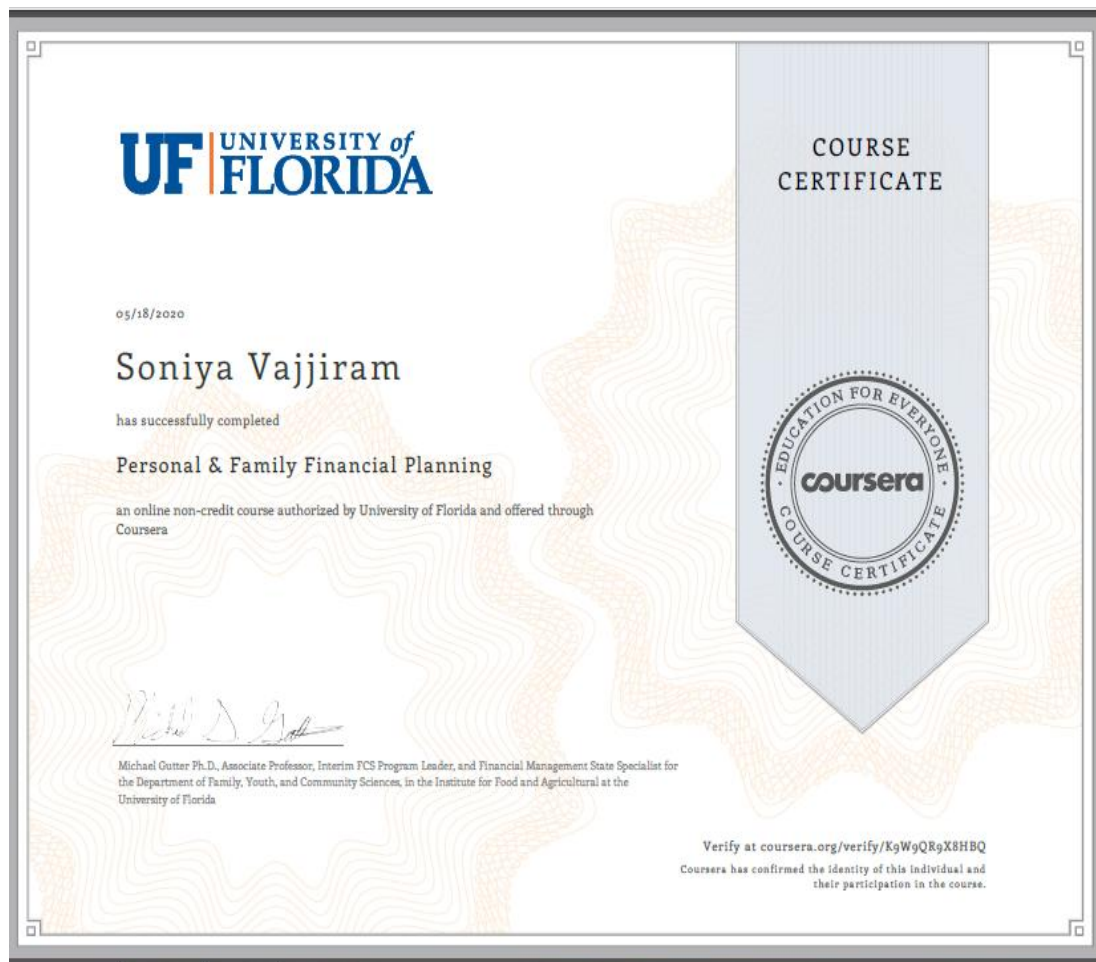 UF UNIVERSITY of
FLORIDA
COURSE
CERTIFICATE
05/18/2020
Soniya Vajjiram
has successfully completed
Personal & Family Financial Planning
an online non-credit course authorized by University of Florida and offered through
Coursera
EDUCATION FOR EVERYONE
coursera
COURSE CERTIFICATE
Michael Gutter Ph.D., Associate Professor, Interim FCS Program Leader, and Financial Management State Specialist for
the Department of Family, Youth, and Community Sciences, in the Institute for Food and Agricultural at the
University of Florida
Verify at coursera.org/verify/K9W9QR9X8HBQ
Coursera has confirmed the identity of this individual and
their participation in the course.